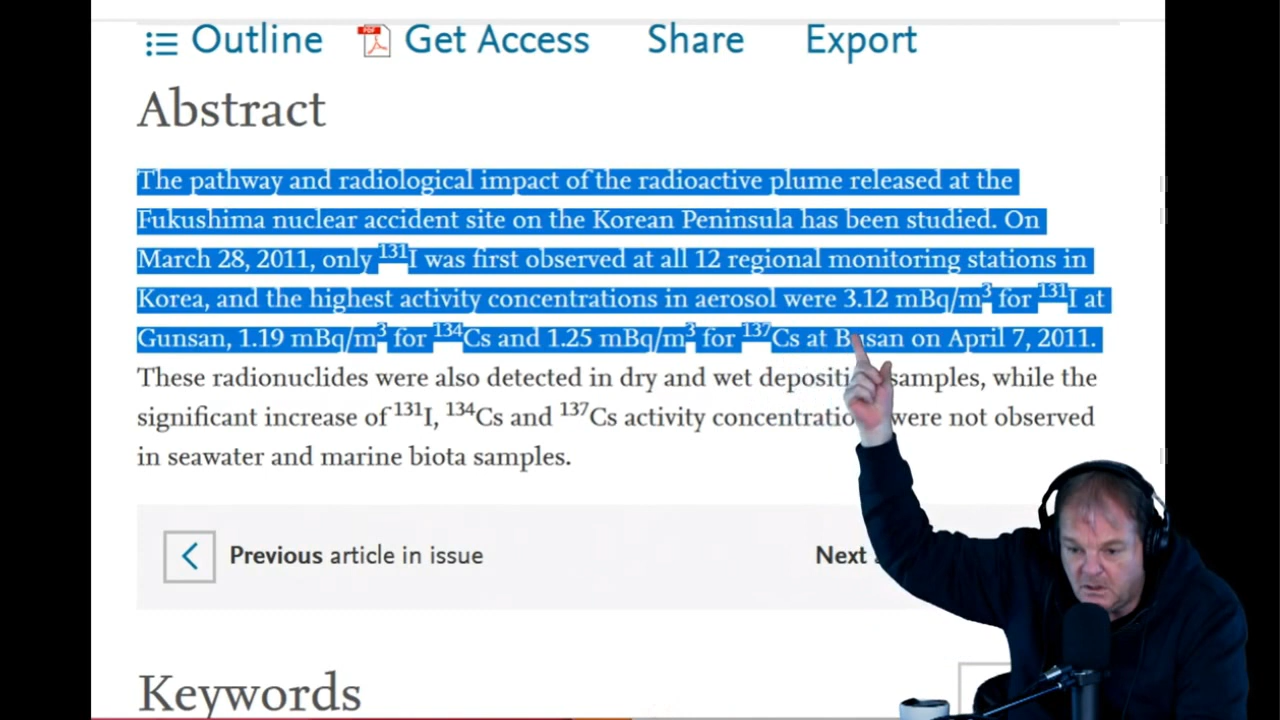 Outline Get Access Share Export
Abstract
The pathway and radiological impact of the radioactive plume released at the
Fukushima nuclear accident site on the Korean Peninsula has been studied. On
March 28, 2011, only ¹³¹I was first observed at all 12 regional monitoring stations in
Korea, and the highest activity concentrations in aerosol were 3.12 mBq/m³ for ¹³¹I at
Gunsan, 1.19 mBq/m³ for ¹³⁴Cs and 1.25 mBq/m³ for ¹³⁷Cs at Busan on April 7, 2011.
These radionuclides were also detected in dry and wet depositi samples, while the
significant increase of ¹³¹I, ¹³⁴Cs and ¹³⁷Cs activity concentratio were not observed
in seawater and marine biota samples.
Previous article in issue Next
Keywords